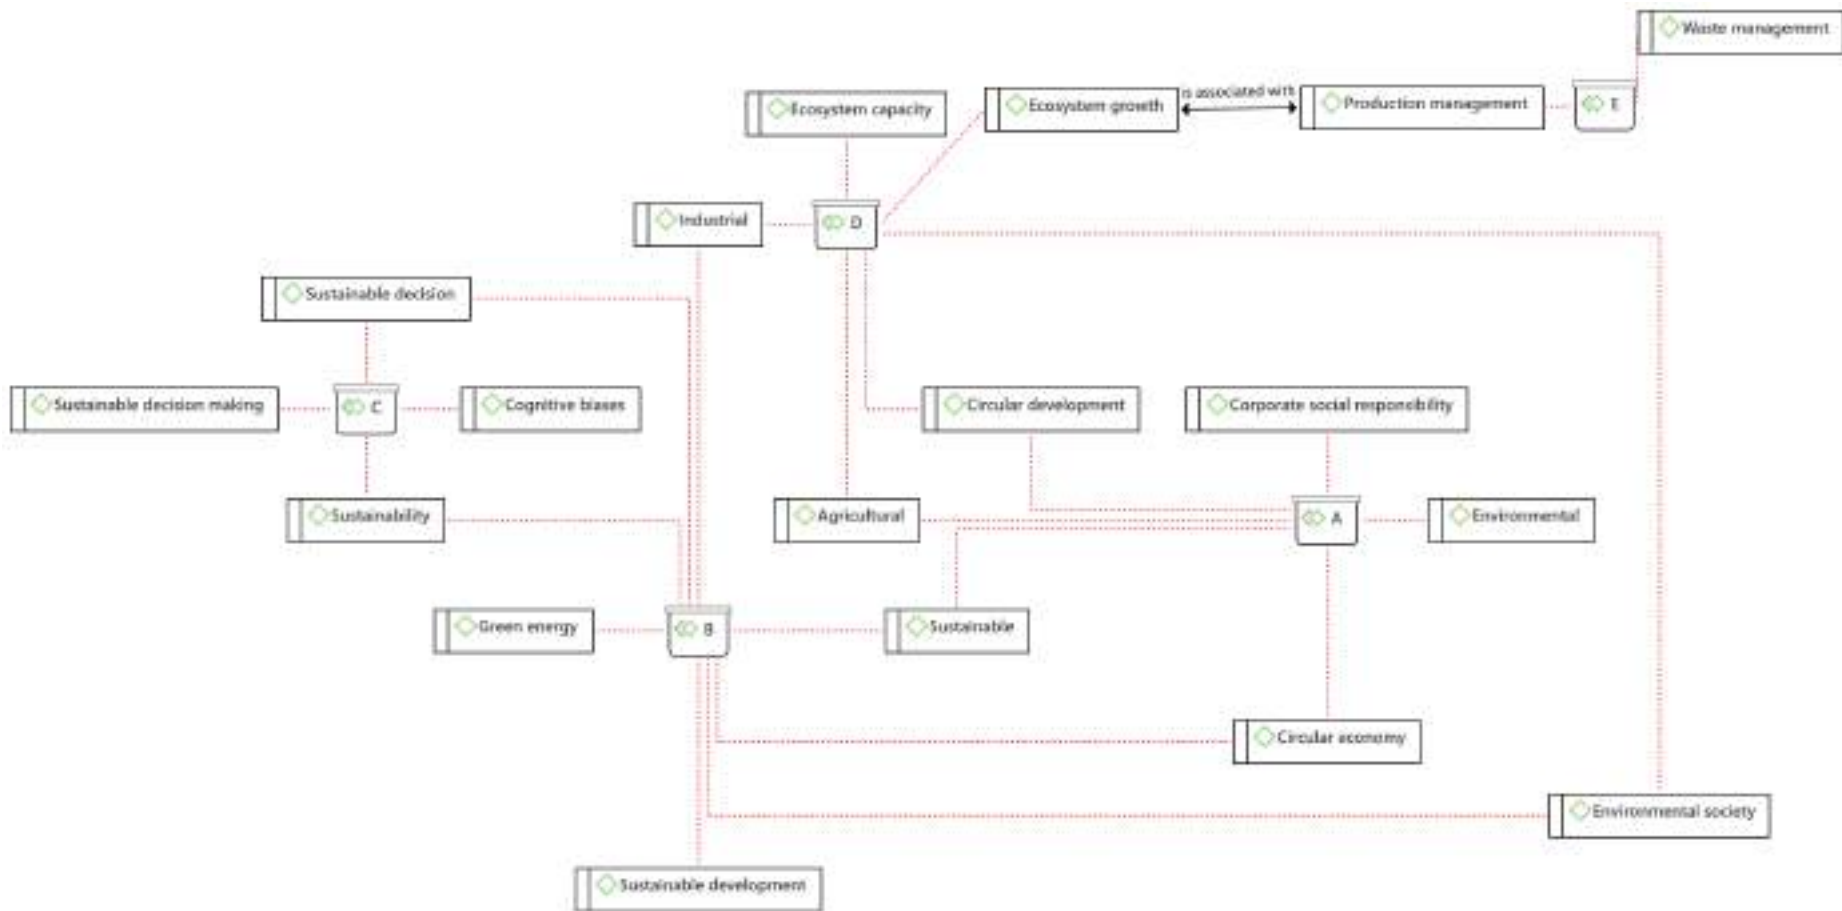 Waste management
Ecosystem capacity
Ecosystem growth
is associated with
Production management
E
Industrial
D
Sustainable decision
Sustainable decision making
C
Cognitive biases
Circular development
Corporate social responsibility
Sustainability
Agricultural
A
Environmental
Green energy
B
Sustainable
Circular economy
Environmental society
Sustainable development